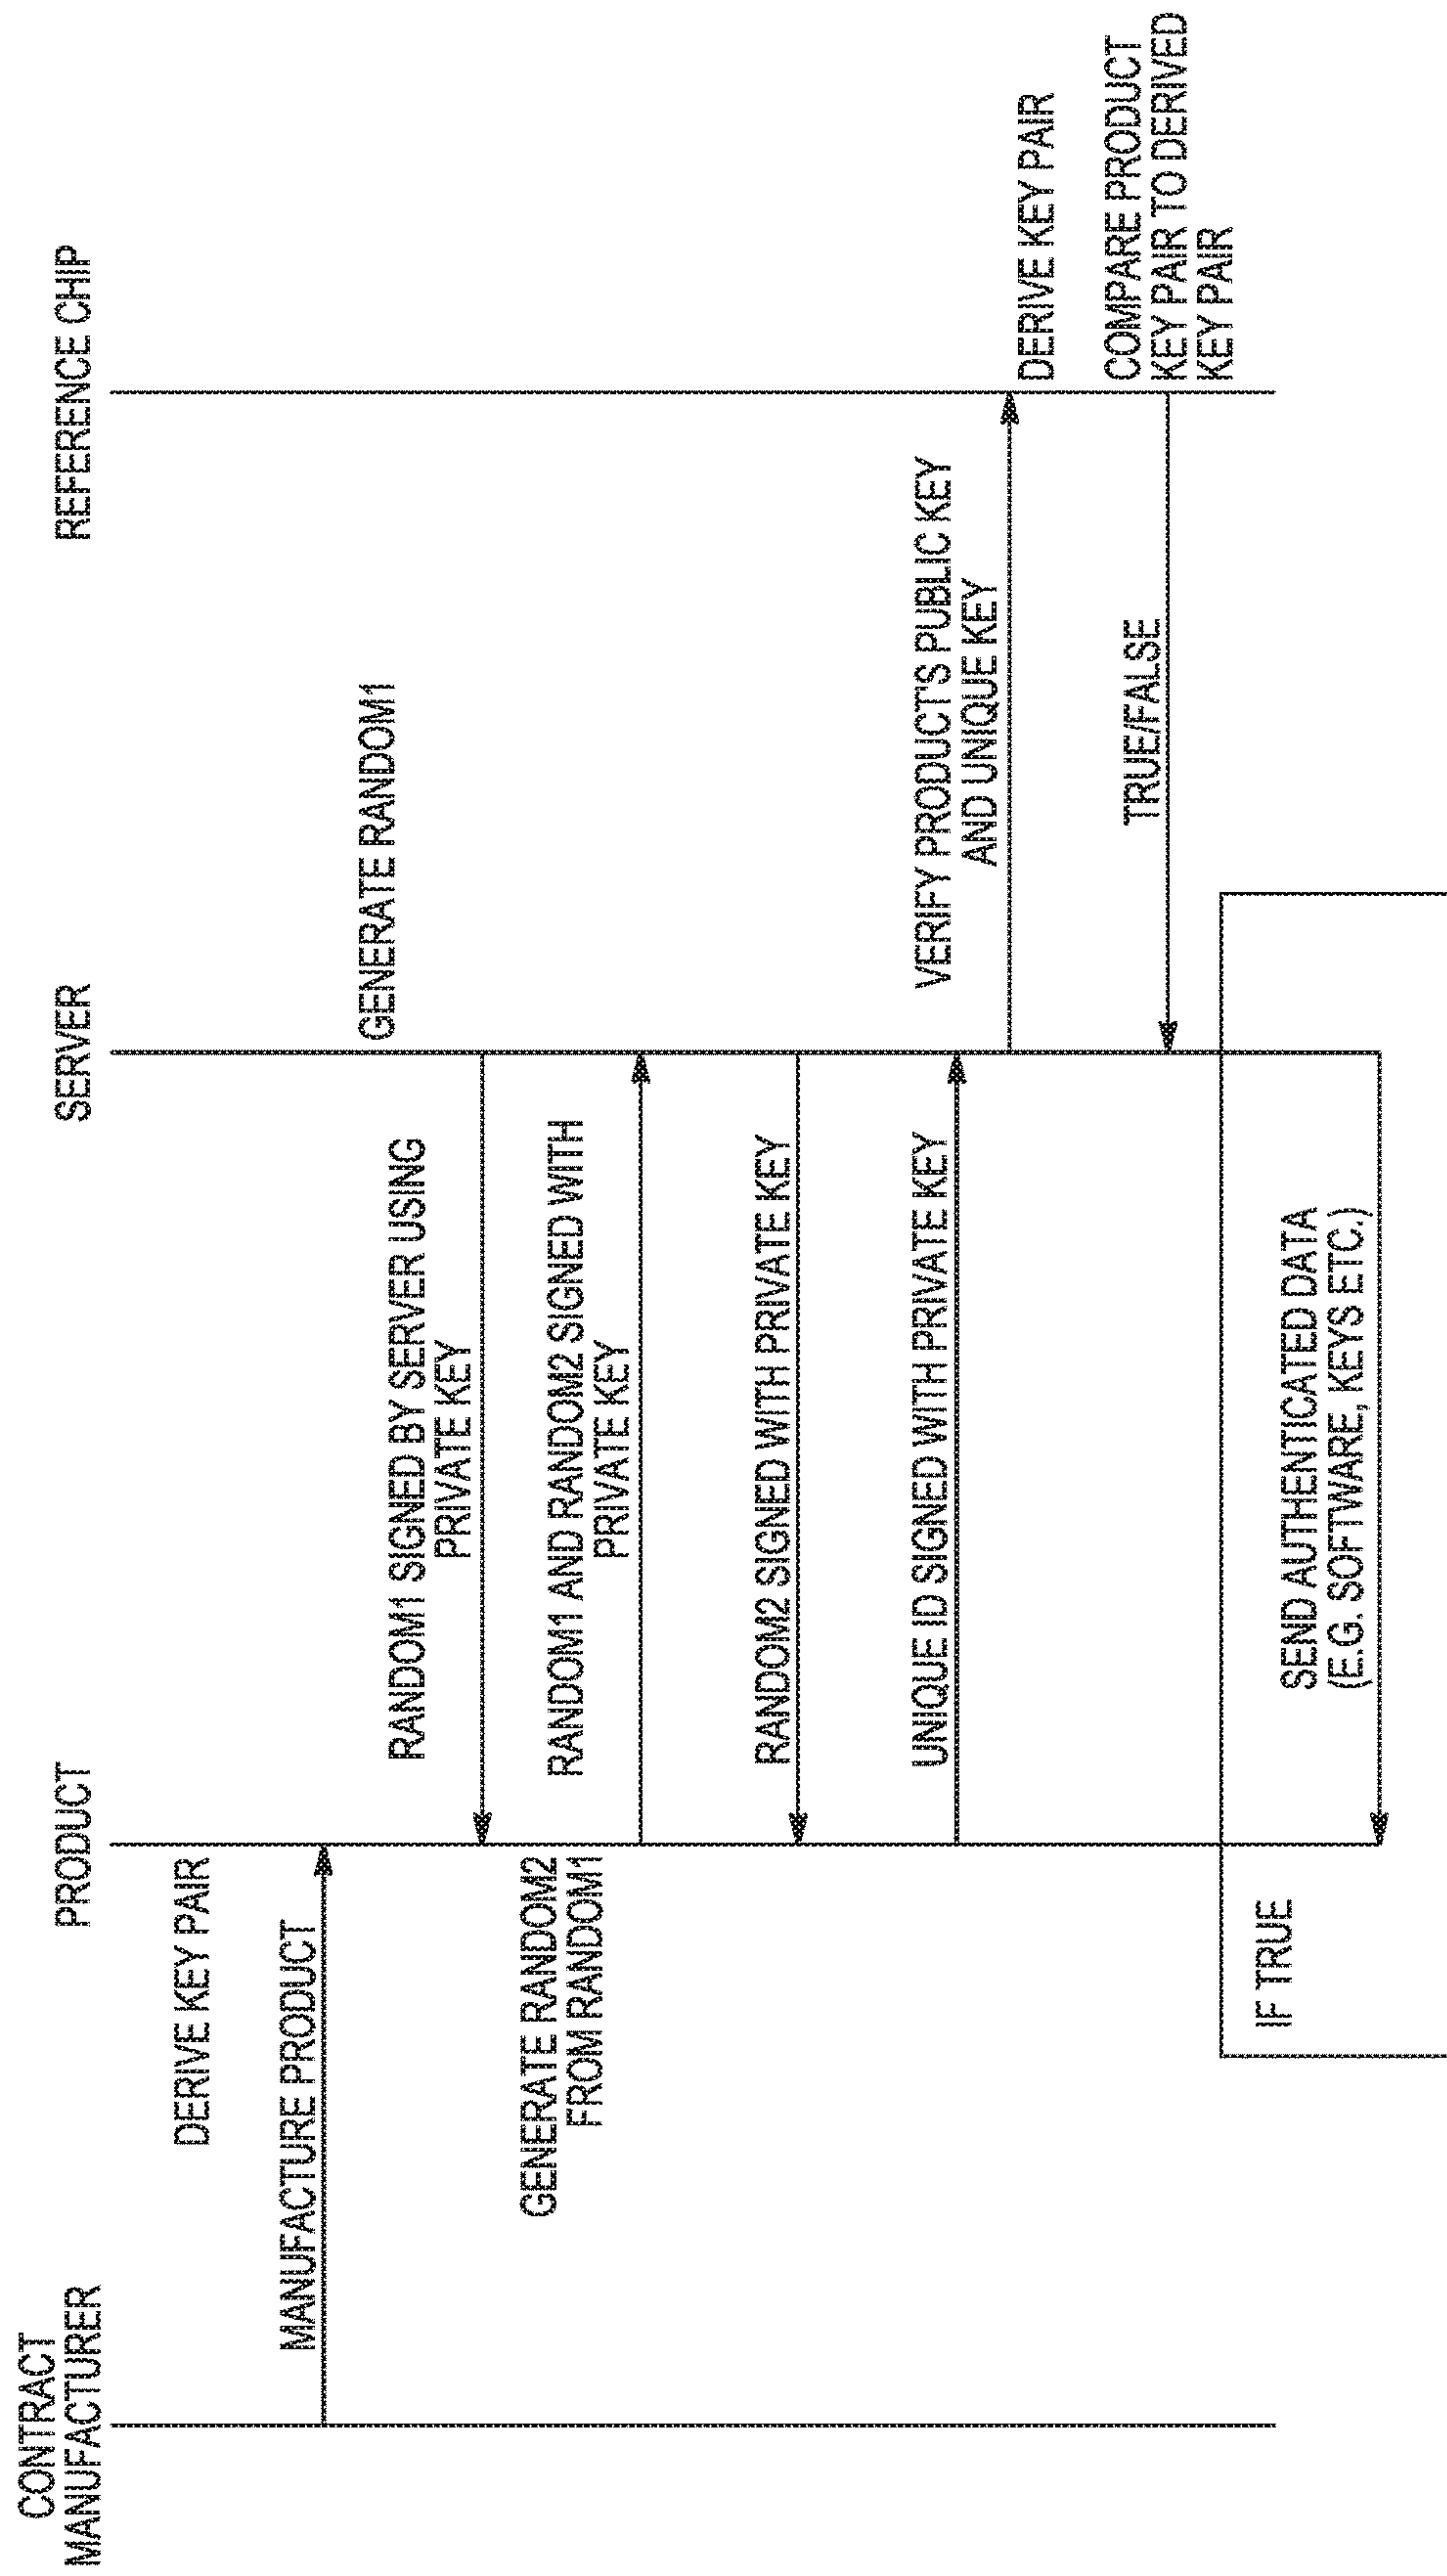 CONTRACT
MANUFACTURER
PRODUCT
SERVER
REFERENCE CHIP
DERIVE KEY PAIR
MANUFACTURE PRODUCT
GENERATE RANDOM1
RANDOM1 SIGNED BY SERVER USING
PRIVATE KEY
GENERATE RANDOM2
FROM RANDOM1
RANDOM1 AND RANDOM2 SIGNED WITH
PRIVATE KEY
RANDOM2 SIGNED WITH PRIVATE KEY
UNIQUE ID SIGNED WITH PRIVATE KEY
VERIFY PRODUCT'S PUBLIC KEY
AND UNIQUE KEY
DERIVE KEY PAIR
COMPARE PRODUCT
KEY PAIR TO DERIVED
KEY PAIR
TRUE/FALSE
IF TRUE
SEND AUTHENTICATED DATA
(E.G. SOFTWARE, KEYS ETC.)